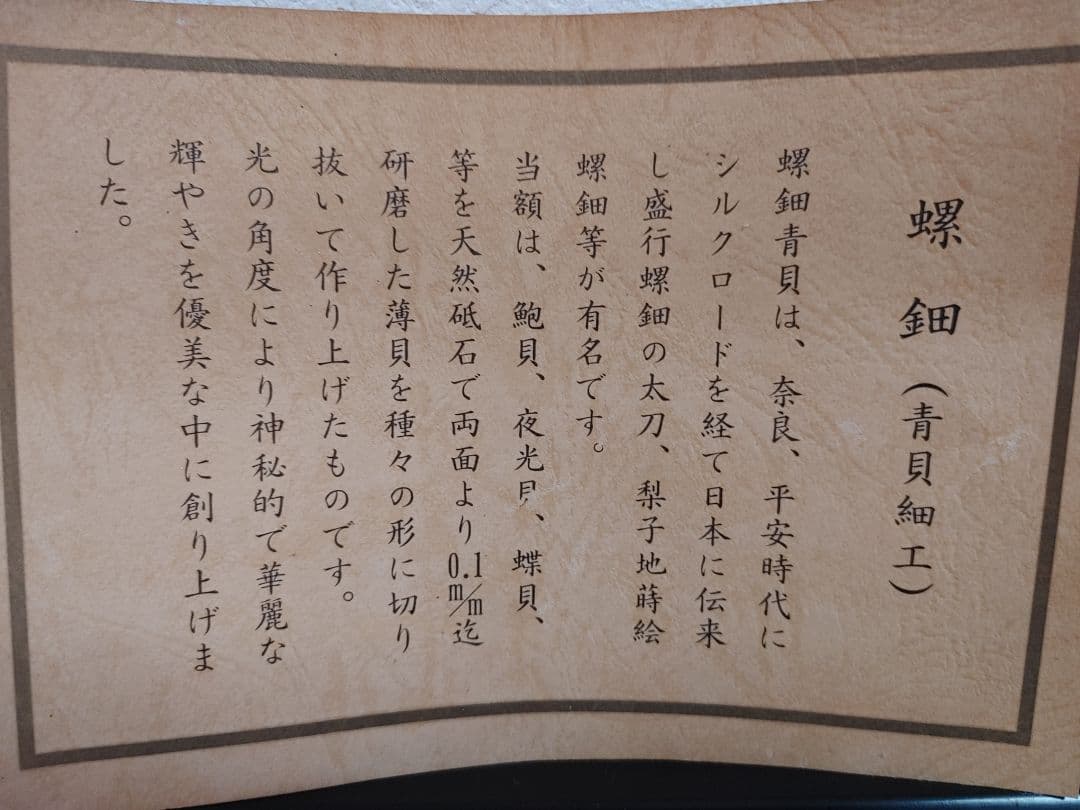 螺鈿（青貝細工）
螺鈿青貝は、奈良、平安時代に
シルクロードを経て日本に伝来
し盛行螺鈿の太刀、梨子地蒔絵
螺鈿等が有名です。
当額は、鮑貝、夜光貝、蝶貝、
等を天然砥石で両面より0.1m/m迄
研磨した薄貝を種々の形に切り
抜いて作り上げたものです。
光の角度により神秘的で華麗な
輝やきを優美な中に創り上げま
した。